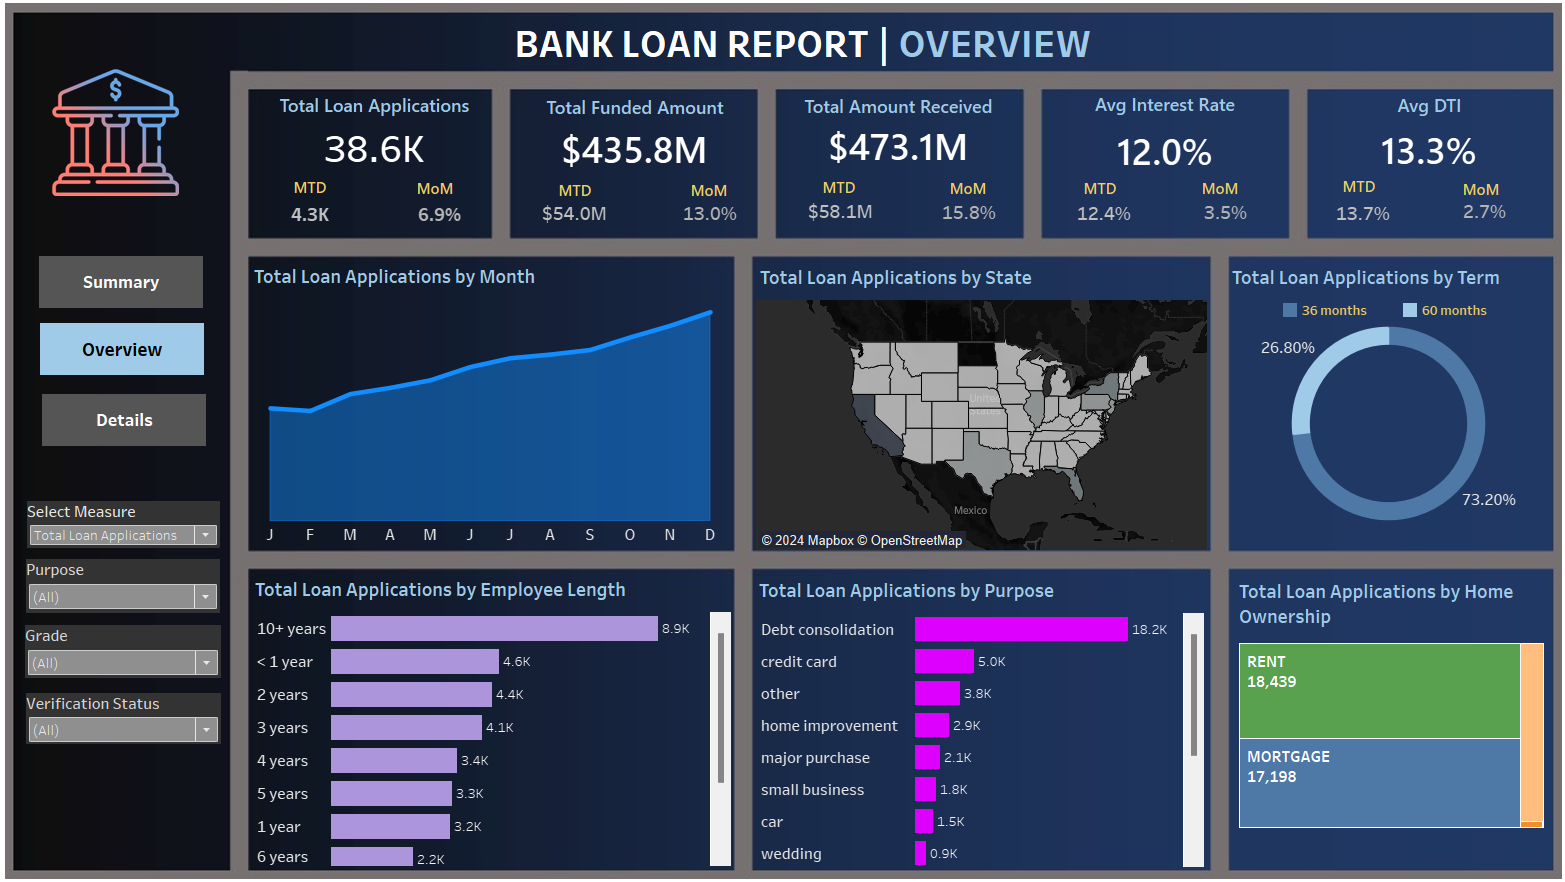 BANK LOAN REPORT | OVERVIEW
$
Summary
Overview
Details
Select Measure
Total Loan Applications
Purpose
(All)
Grade
(All)
Verification Status
(All)
Total Loan Applications
38.6K
MTD MoM
4.3K 6.9%
Total Funded Amount
$435.8M
MTD MoM
$54.0M 13.0%
Total Amount Received
$473.1M
MTD MoM
$58.1M 15.8%
Avg Interest Rate
12.0%
MTD MoM
12.4% 3.5%
Avg DTI
13.3%
MTD MoM
13.7% 2.7%
Total Loan Applications by Month
J F M A M J J A S O N D
Total Loan Applications by State
United
States
Mexico
© 2024 Mapbox © OpenStreetMap
Total Loan Applications by Term
36 months 60 months
26.80%
73.20%
Total Loan Applications by Employee Length
10+ years 8.9K
< 1 year 4.6K
2 years 4.4K
3 years 4.1K
4 years 3.4K
5 years 3.3K
1 year 3.2K
6 years 2.2K
Total Loan Applications by Purpose
Debt consolidation 18.2K
credit card 5.0K
other 3.8K
home improvement 2.9K
major purchase 2.1K
small business 1.8K
car 1.5K
wedding 0.9K
Total Loan Applications by Home
Ownership
RENT
18,439
MORTGAGE
17,198